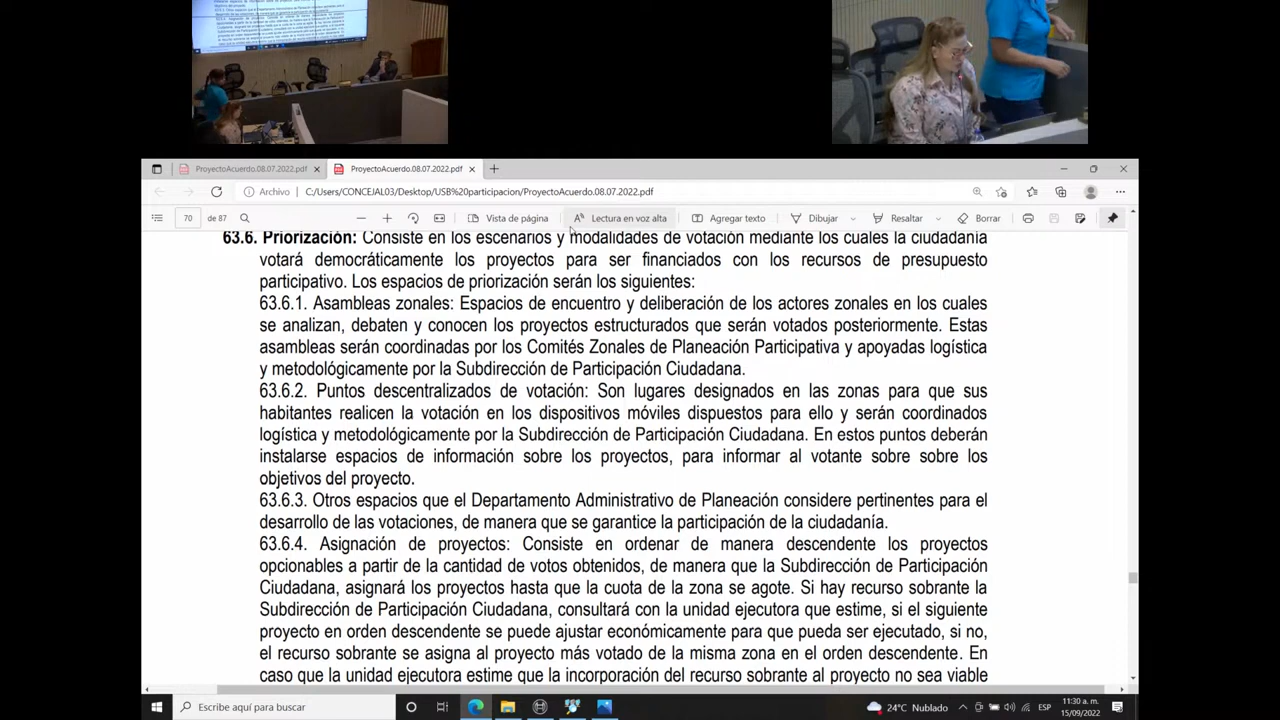 ProyectoAcuerdo.08.07.2022.pdf
ProyectoAcuerdo.08.07.2022.pdf
Archivo
C:/Users/CONCEJAL03/Desktop/USB%20participacion/ProyectoAcuerdo.08.07.2022.pdf
70 de 87
Vista de página
Lectura en voz alta
Agregar texto
Dibujar
Resaltar
Borrar
63.6. Priorización: Consiste en los escenarios y modalidades de votación mediante los cuales la ciudadanía
votará democráticamente los proyectos para ser financiados con los recursos de presupuesto
participativo. Los espacios de priorización serán los siguientes:
63.6.1. Asambleas zonales: Espacios de encuentro y deliberación de los actores zonales en los cuales
se analizan, debaten y conocen los proyectos estructurados que serán votados posteriormente. Estas
asambleas serán coordinadas por los Comités Zonales de Planeación Participativa y apoyadas logística
y metodológicamente por la Subdirección de Participación Ciudadana.
63.6.2. Puntos descentralizados de votación: Son lugares designados en las zonas para que sus
habitantes realicen la votación en los dispositivos móviles dispuestos para ello y serán coordinados
logística y metodológicamente por la Subdirección de Participación Ciudadana. En estos puntos deberán
instalarse espacios de información sobre los proyectos, para informar al votante sobre sobre los
objetivos del proyecto.
63.6.3. Otros espacios que el Departamento Administrativo de Planeación considere pertinentes para el
desarrollo de las votaciones, de manera que se garantice la participación de la ciudadanía.
63.6.4. Asignación de proyectos: Consiste en ordenar de manera descendente los proyectos
opcionables a partir de la cantidad de votos obtenidos, de manera que la Subdirección de Participación
Ciudadana, asignará los proyectos hasta que la cuota de la zona se agote. Si hay recurso sobrante la
Subdirección de Participación Ciudadana, consultará con la unidad ejecutora que estime, si el siguiente
proyecto en orden descendente se puede ajustar económicamente para que pueda ser ejecutado, si no,
el recurso sobrante se asigna al proyecto más votado de la misma zona en el orden descendente. En
caso que la unidad ejecutora estime que la incorporación del recurso sobrante al proyecto no sea viable
Escribe aquí para buscar
24°C Nublado
ESP
11:30 a. m.
15/09/2022